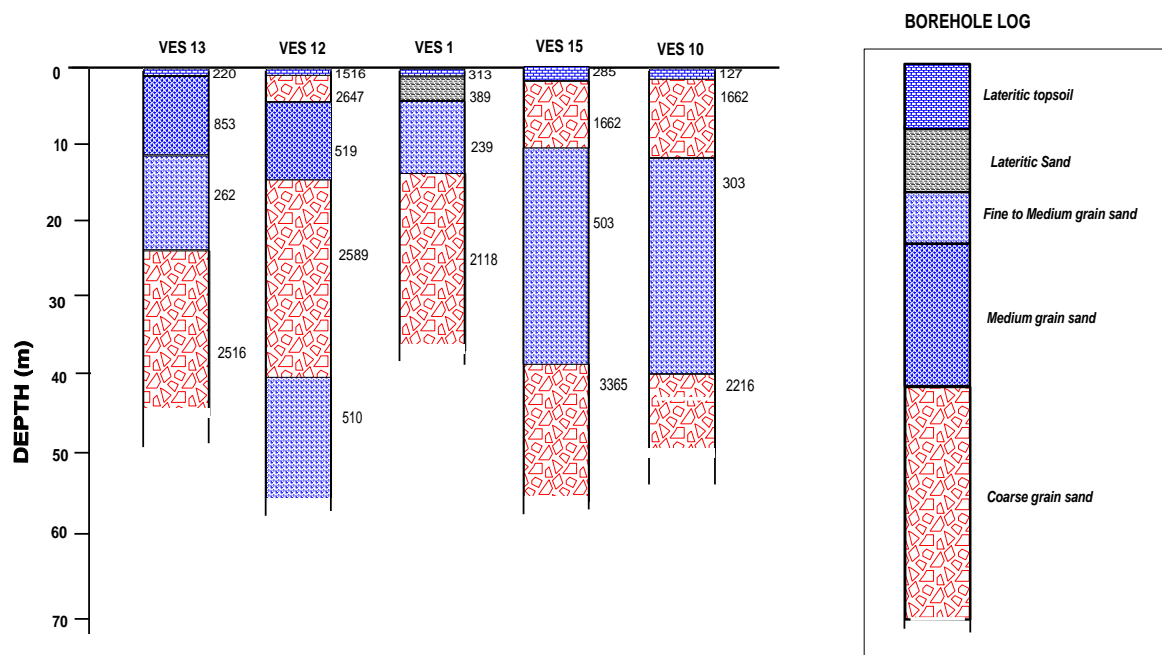 BOREHOLE LOG
VES 13 VES 12 VES 1 VES 15 VES 10
0 220 1516 313 285 127
2647 389 1662
853 1662
10
519 239
303
262
20 503
2589 2118
30
2516
40 3365 2216
510
50
60
70
DEPTH (m)
Lateritic topsoil
Lateritic Sand
Fine to Medium grain sand
Medium grain sand
Coarse grain sand